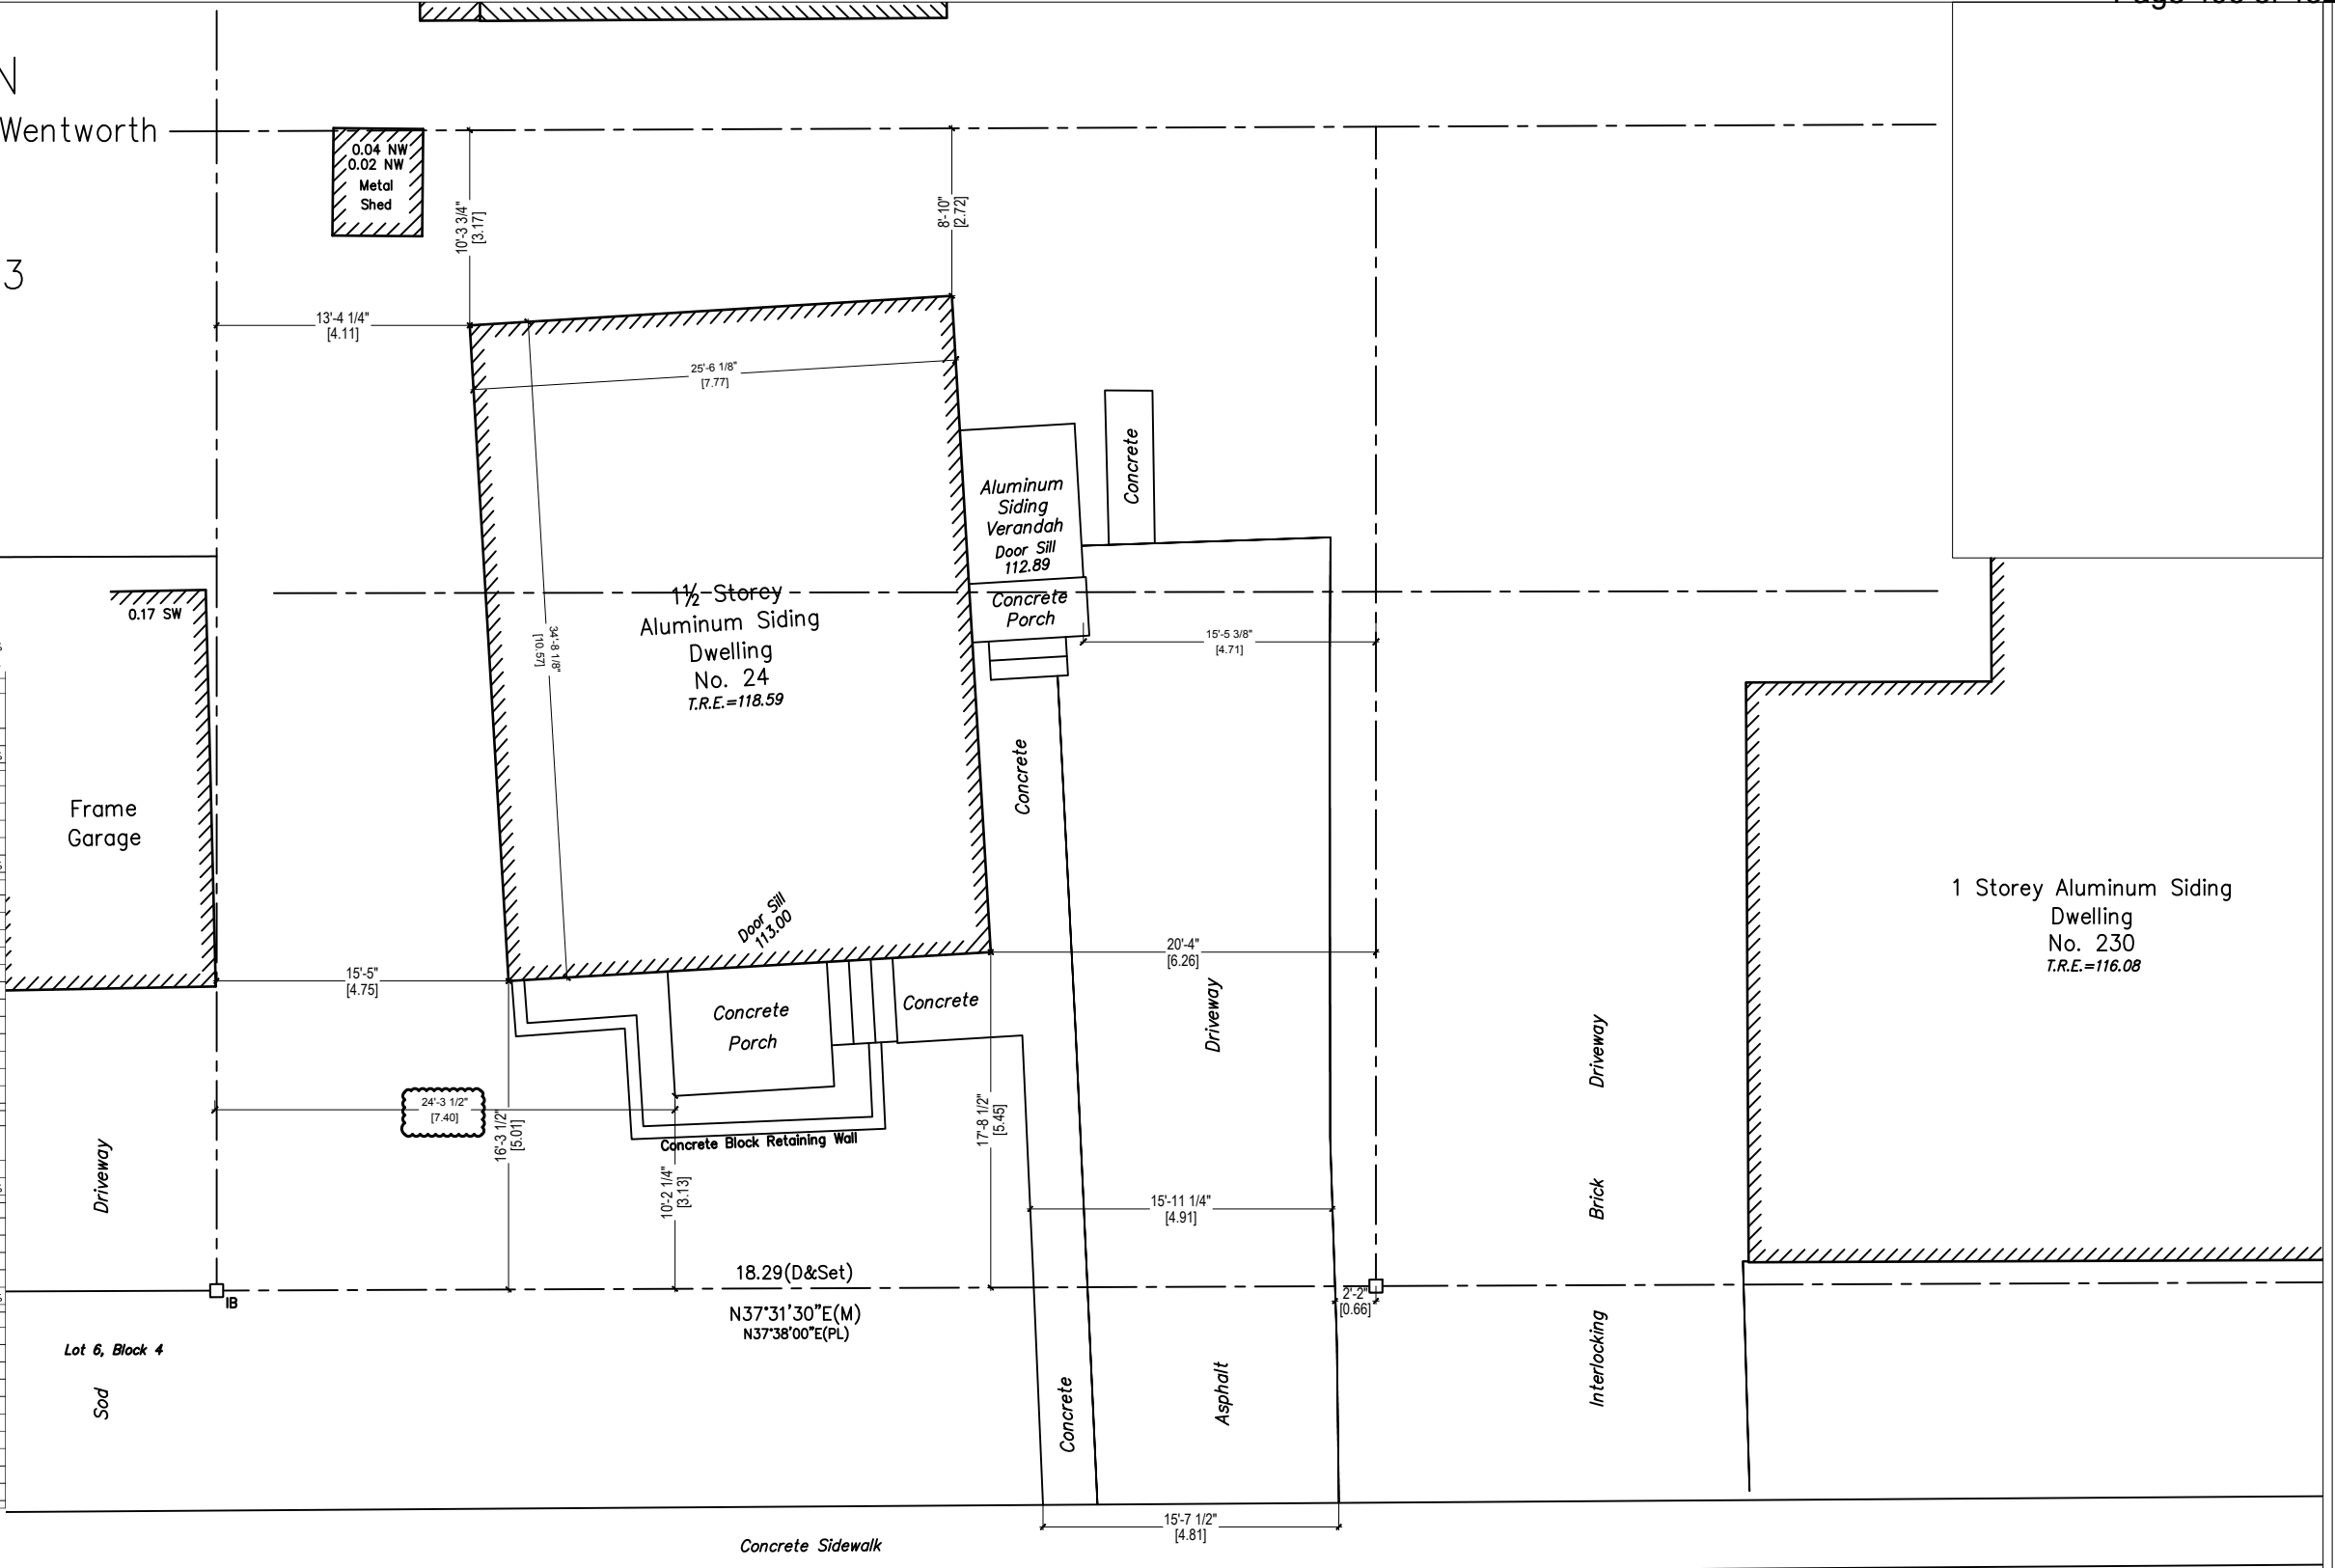 N
Wentworth
3
0.04 NW
0.02 NW
Metal
Shed
10'-3 3/4"
[3.17]
8'-10"
[2.72]
13'-4 1/4"
[4.11]
25'-6 1/8"
[7.77]
34'-8 1/8"
[10.57]
Aluminum
Siding
Verandah
Door Sill
112.89
Concrete
Porch
Concrete
0.17 SW
1½ Storey
Aluminum Siding
Dwelling
No. 24
T.R.E.=118.59
15'-5 3/8"
[4.71]
Concrete
Frame
Garage
Door Sill
113.00
1 Storey Aluminum Siding
Dwelling
No. 230
T.R.E.=116.08
15'-5"
[4.75]
20'-4"
[6.26]
Concrete
Porch
Concrete
Driveway
Driveway
Brick
Interlocking
24'-3 1/2"
[7.40]
16'-3 1/2"
[5.01]
Concrete Block Retaining Wall
10'-2 1/4"
[3.13]
17'-8 1/2"
[5.45]
Driveway
15'-11 1/4"
[4.91]
18.29(D&Set)
N37°31'30"E(M)
N37°38'00"E(PL)
2'-2"
[0.66]
IB
Lot 6, Block 4
Sod
Concrete
Asphalt
15'-7 1/2"
[4.81]
Concrete Sidewalk